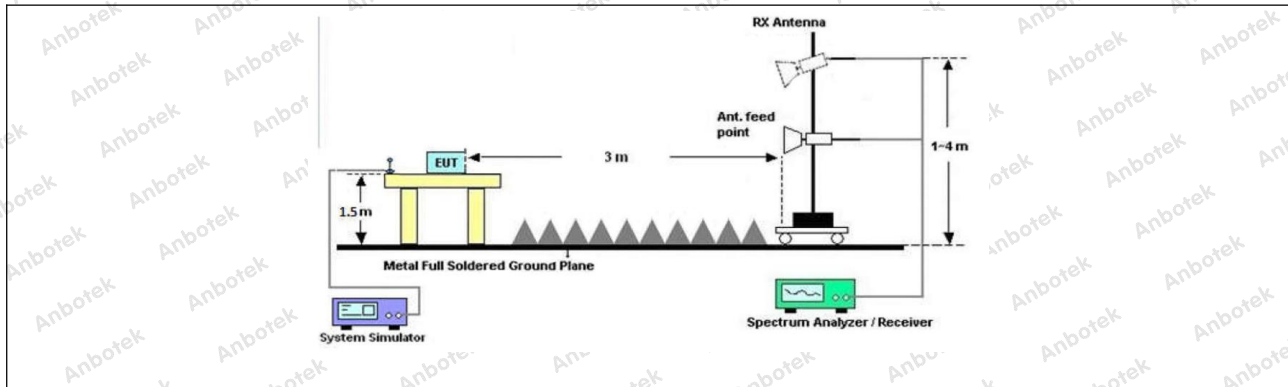 RX Antenna
Ant. feed
point
EUT
3 m
1~4 m
1.5 m
Metal Full Soldered Ground Plane
System Simulator
Spectrum Analyzer / Receiver
Anbotek